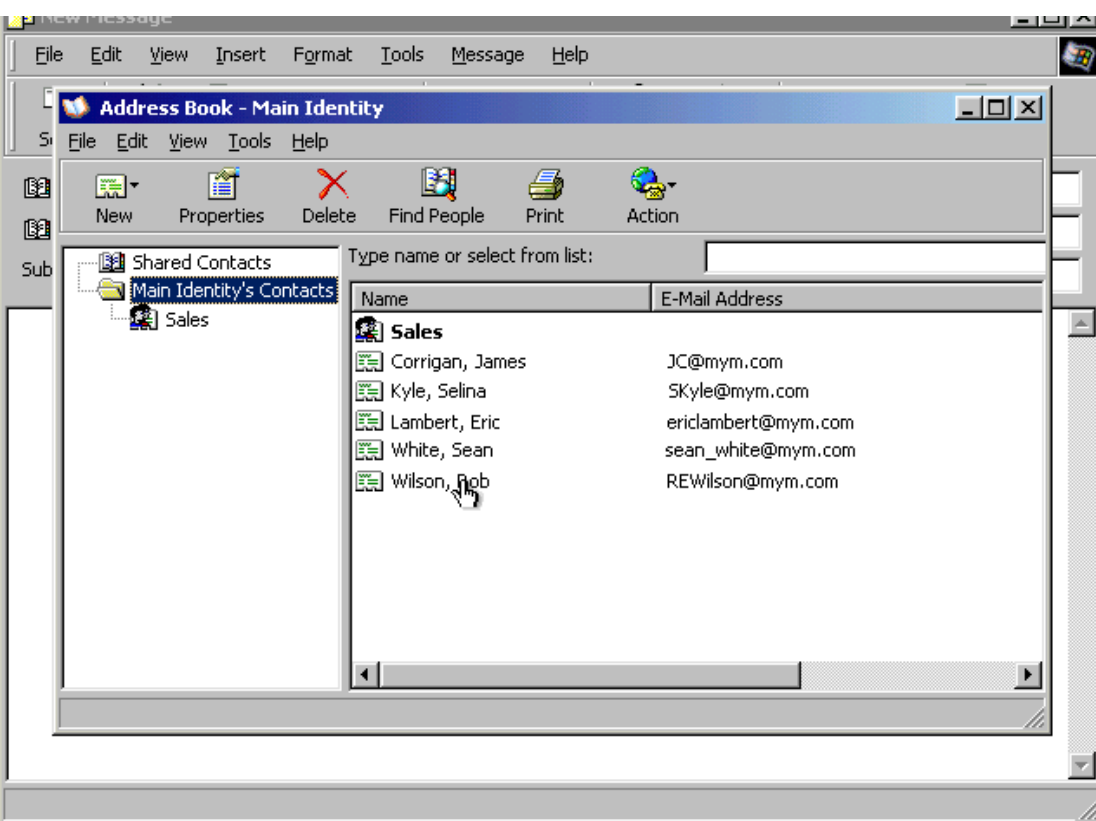 New Message
File Edit View Insert Format Tools Message Help
Address Book - Main Identity
File Edit View Tools Help
New Properties Delete Find People Print Action
Type name or select from list:
Shared Contacts
Main Identity's Contacts
Sales
Name E-Mail Address
Sales
Corrigan, James JC@mym.com
Kyle, Selina SKyle@mym.com
Lambert, Eric ericlambert@mym.com
White, Sean sean_white@mym.com
Wilson, Rob REWilson@mym.com
Sub